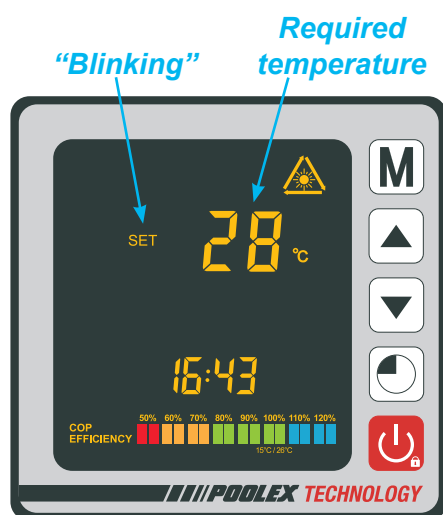 Required
“Blinking” temperature
M
SET 28 °C
16:43
50% 60% 70% 80% 90% 100% 110% 120%
COP
EFFICIENCY
15°C / 26°C
POOLEX TECHNOLOGY